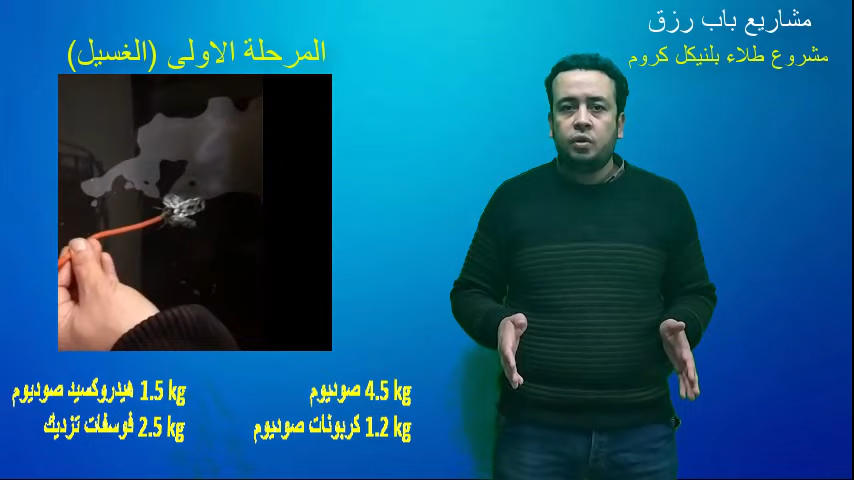 مشاريع باب رزق
مشروع طلاء بلنيكل كروم
المرحلة الاولى (الغسيل)
4.5 kg صوديوم
1.5 kg هيدروكسيد صوديوم
1.2 kg كربونات صوديوم
2.5 kg فوسفات تزديك